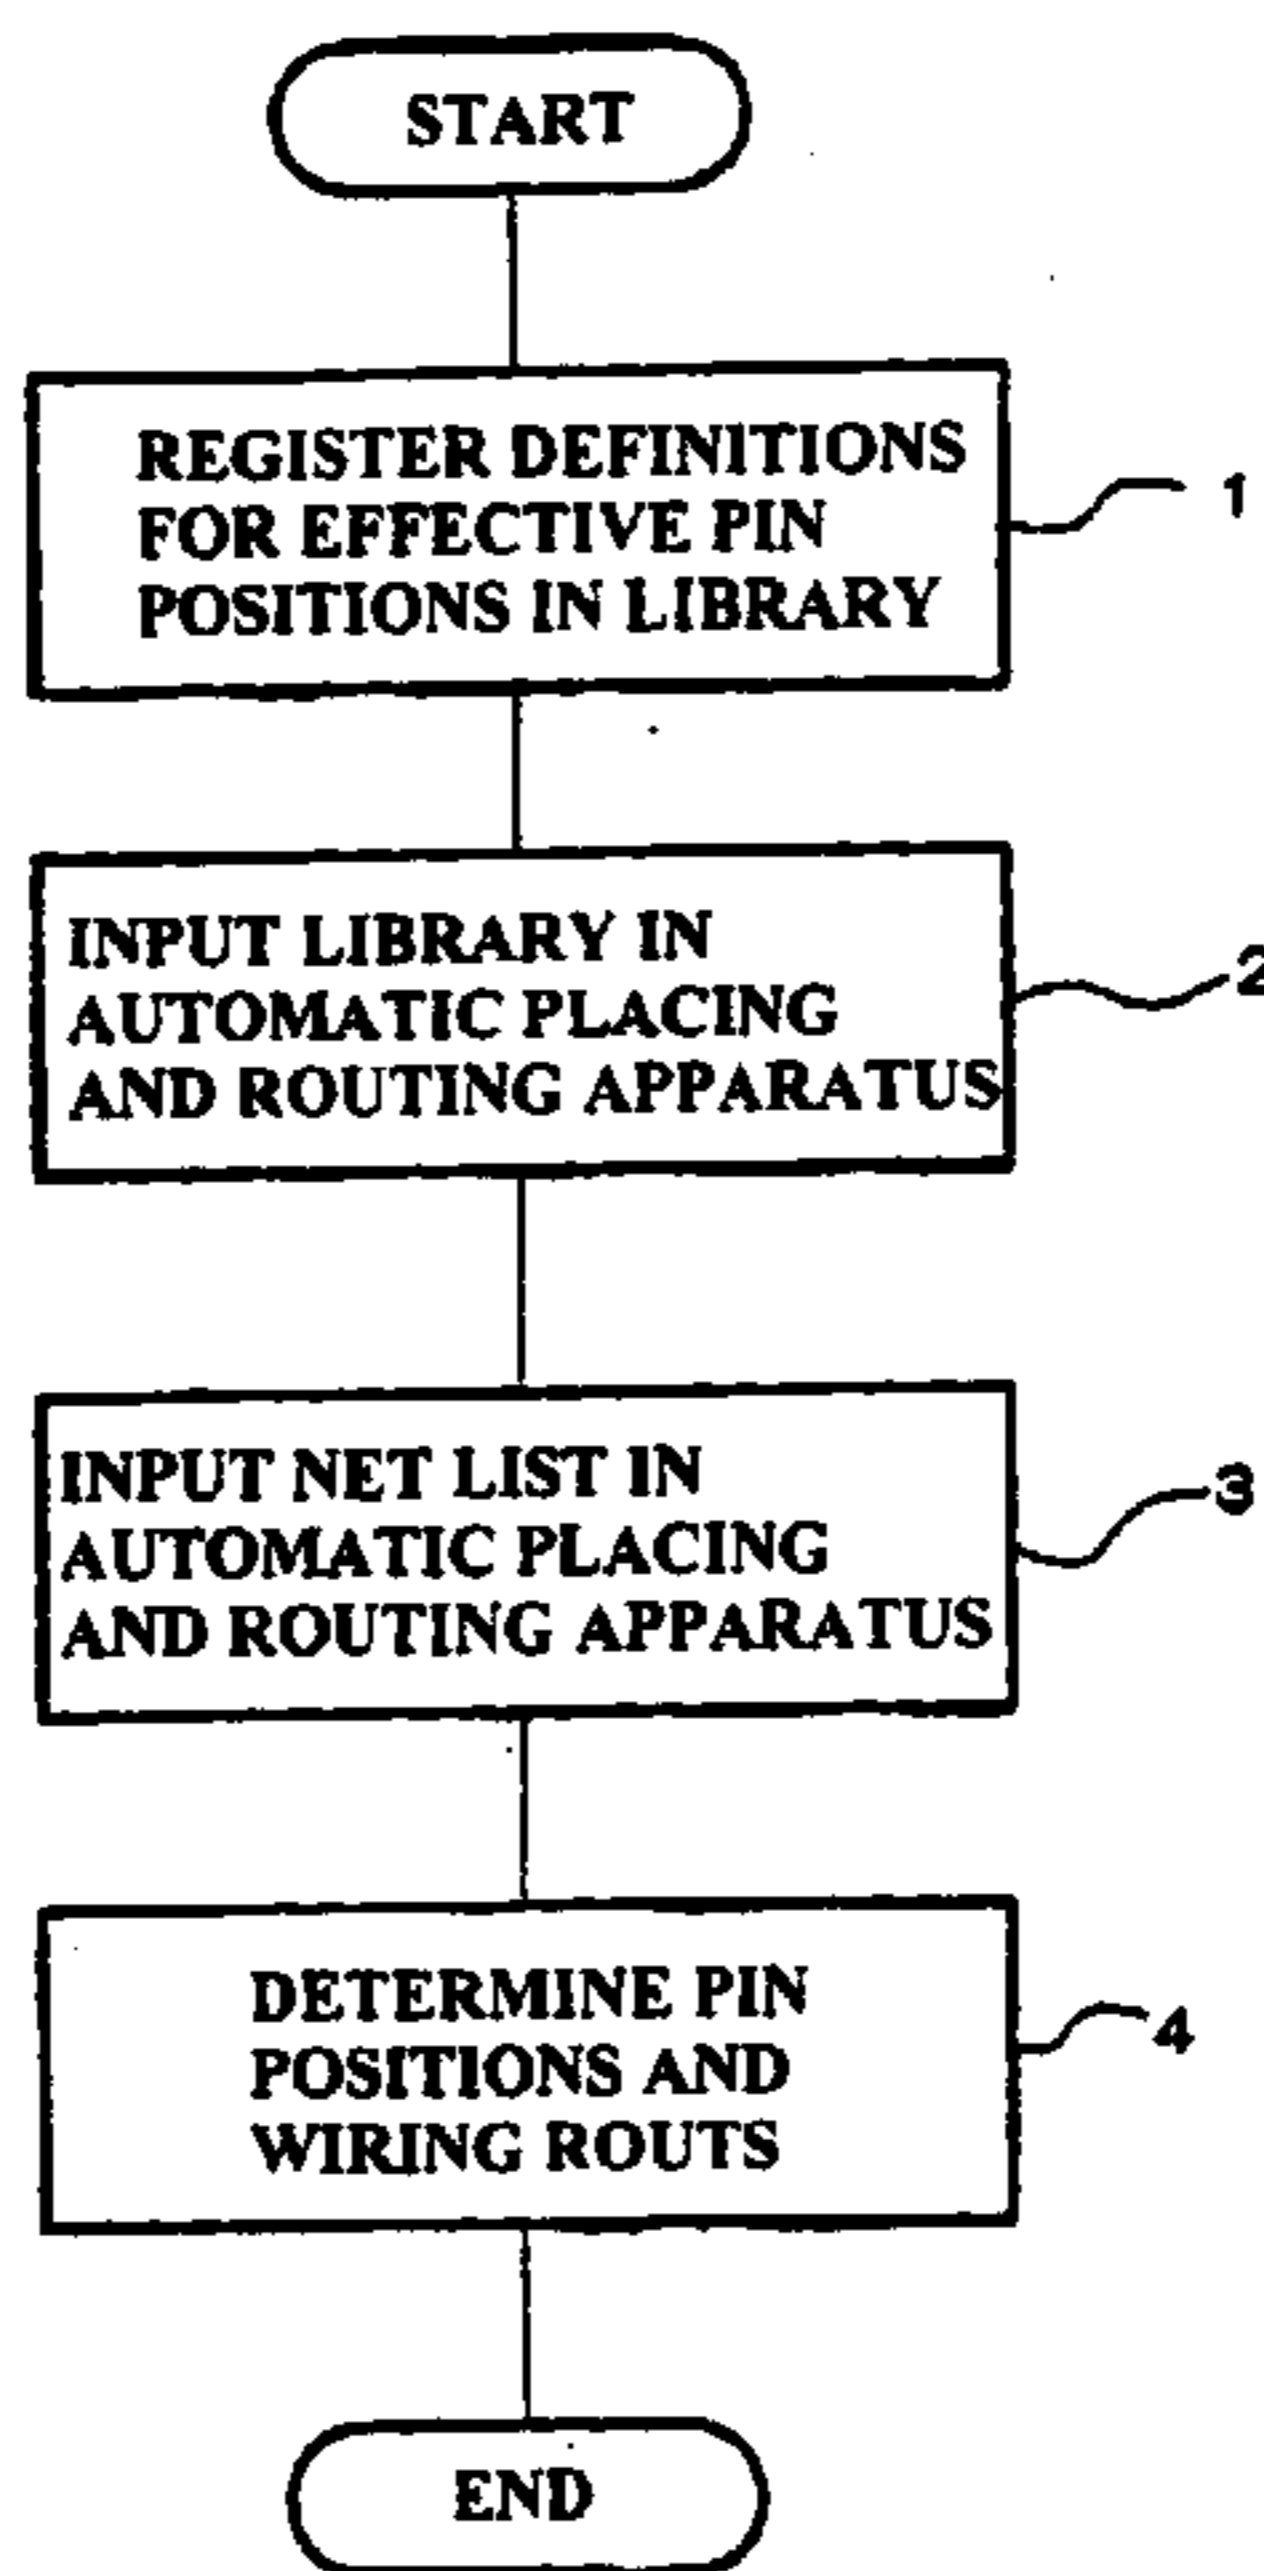 START
REGISTER DEFINITIONS
FOR EFFECTIVE PIN
POSITIONS IN LIBRARY
1
INPUT LIBRARY IN
AUTOMATIC PLACING
AND ROUTING APPARATUS
2
INPUT NET LIST IN
AUTOMATIC PLACING
AND ROUTING APPARATUS
3
DETERMINE PIN
POSITIONS AND
WIRING ROUTS
4
END